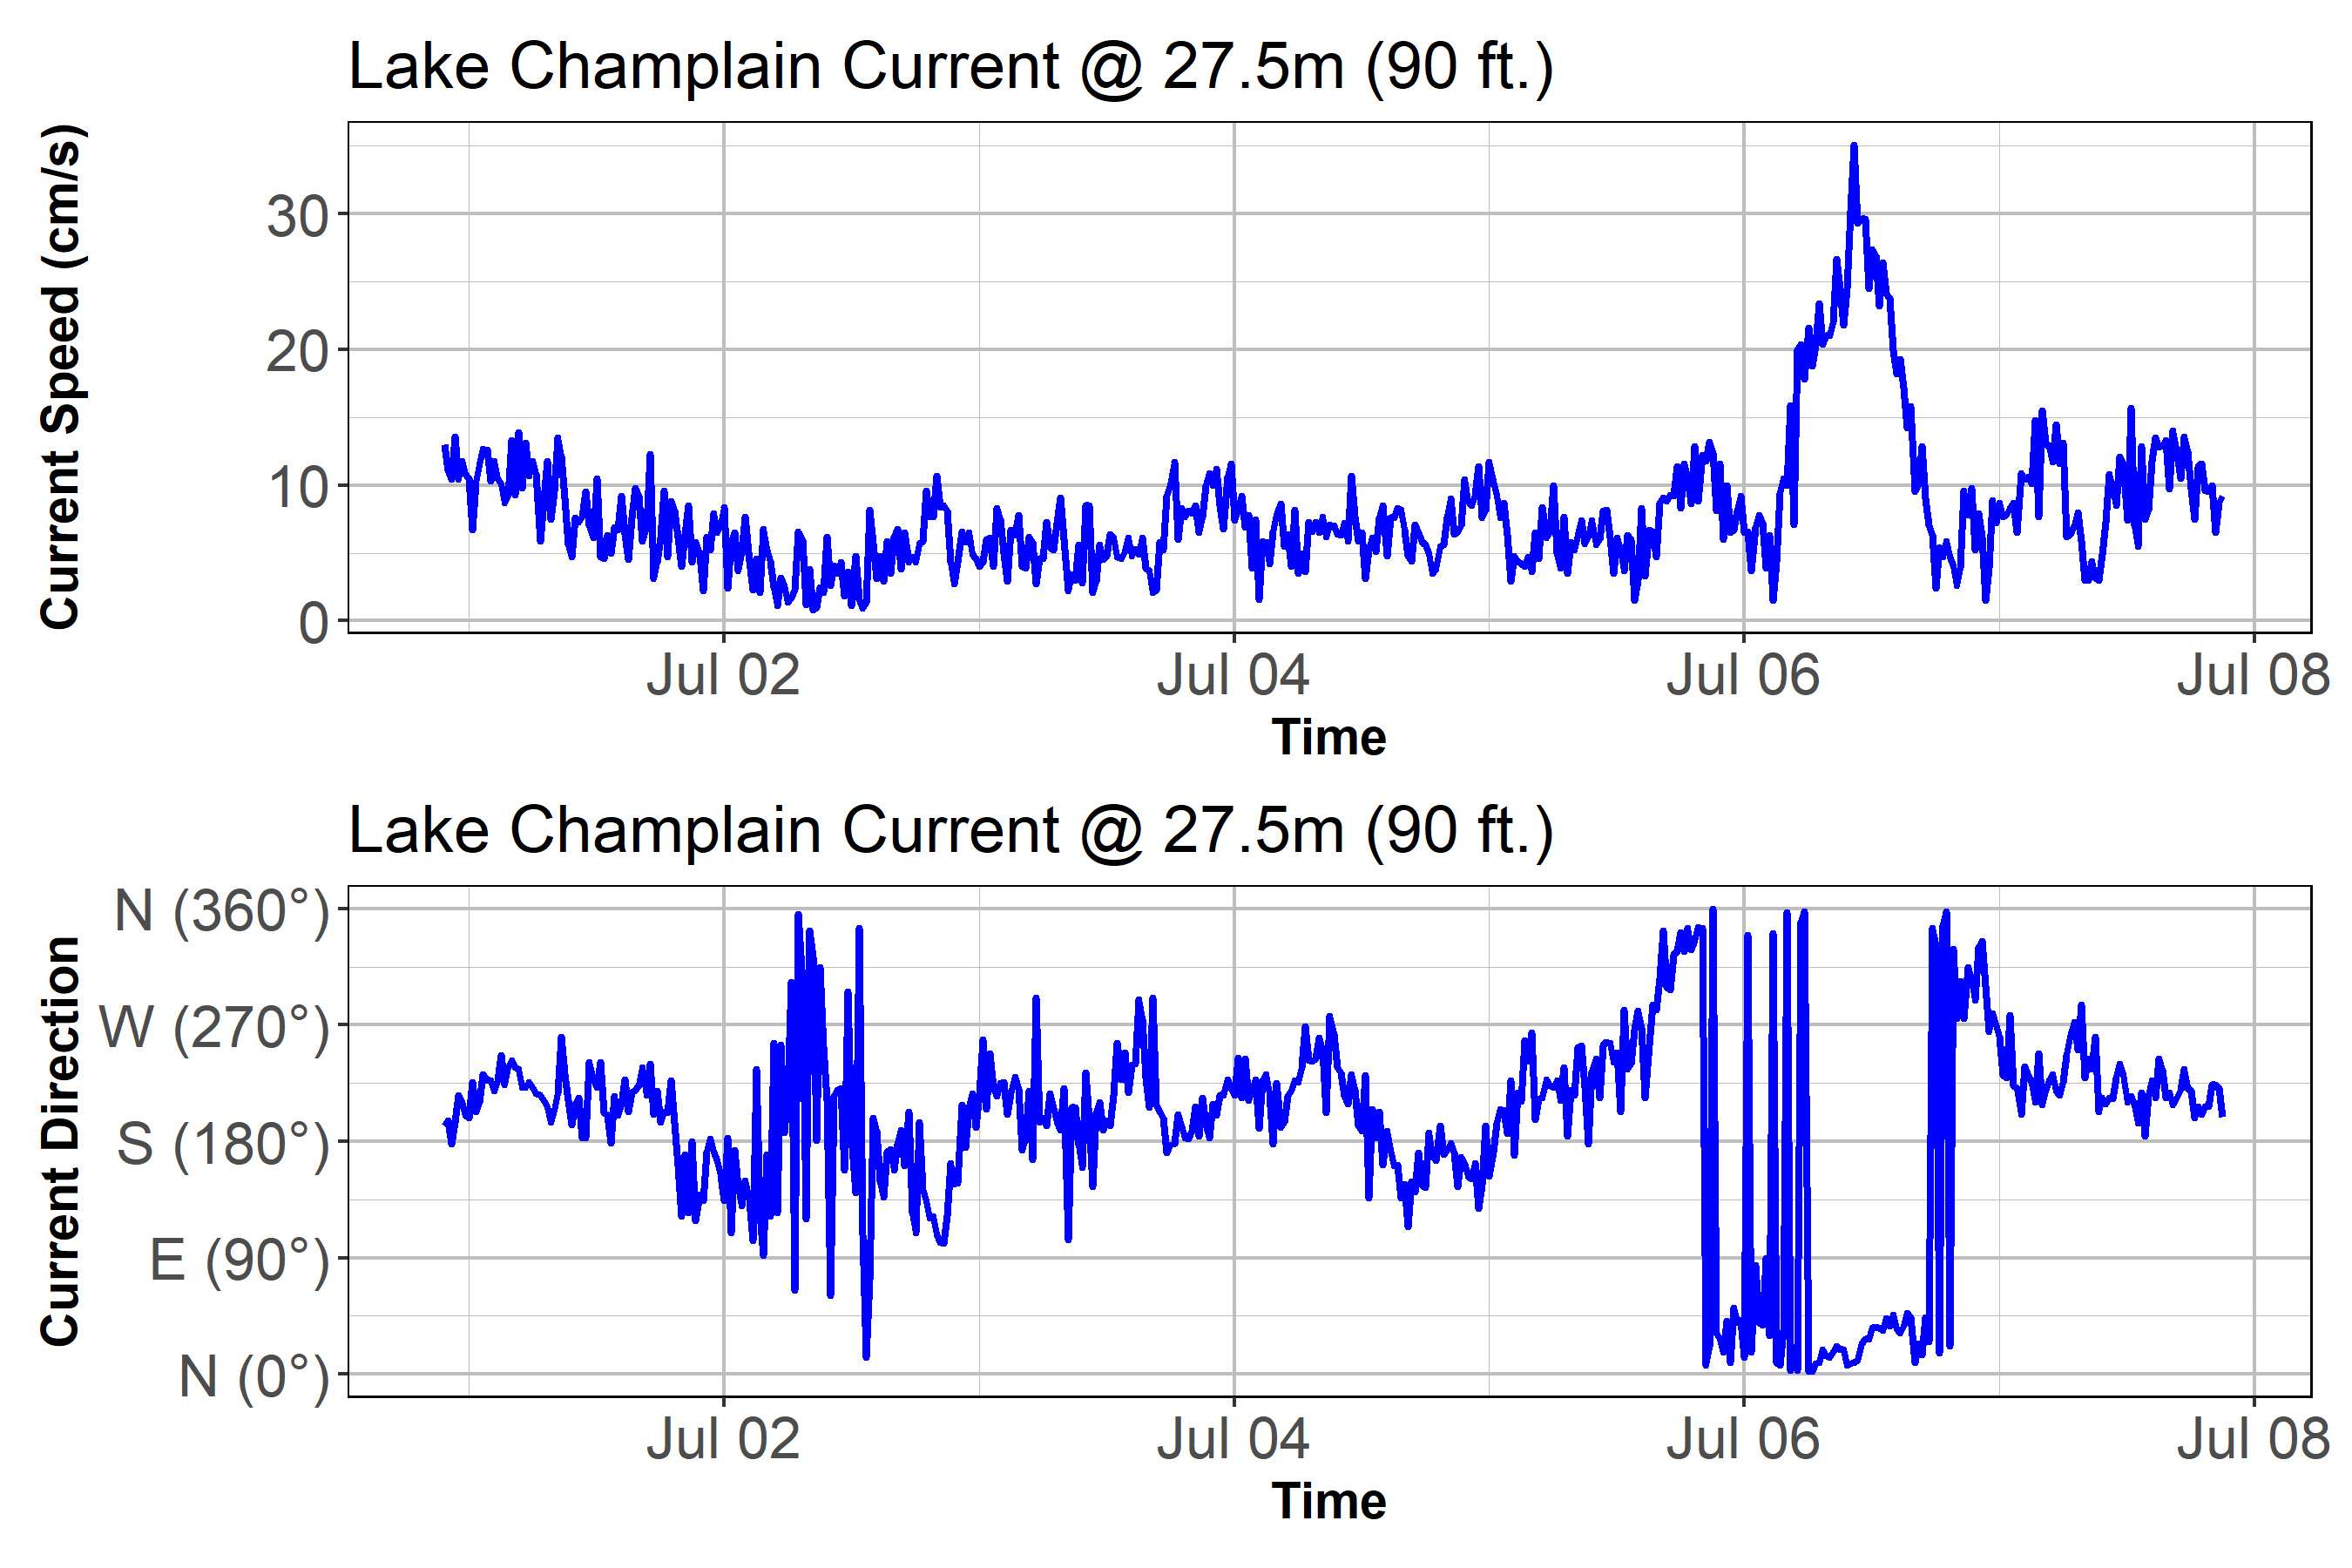 Lake Champlain Current @ 27.5m (90 ft.)
Current Speed (cm/s)
30
20
10
0
Jul 02 Jul 04 Jul 06 Jul 08
Time
Lake Champlain Current @ 27.5m (90 ft.)
Current Direction
N (360°)
W (270°)
S (180°)
E (90°)
N (0°)
Jul 02 Jul 04 Jul 06 Jul 08
Time